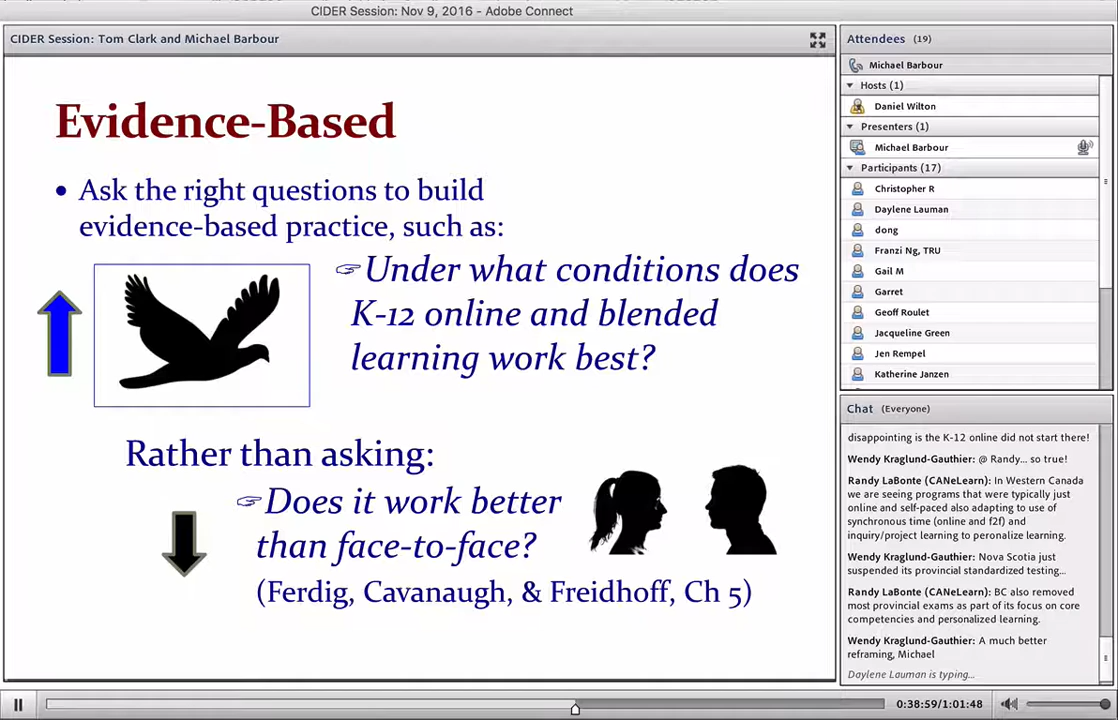 CIDER Session: Nov 9, 2016 - Adobe Connect
CIDER Session: Tom Clark and Michael Barbour
Evidence-Based
• Ask the right questions to build
evidence-based practice, such as:
☞Under what conditions does
K-12 online and blended
learning work best?
Rather than asking:
☞Does it work better
than face-to-face?
(Ferdig, Cavanaugh, & Freidhoff, Ch 5)
Attendees (19)
Michael Barbour
Hosts (1)
Daniel Wilton
Presenters (1)
Michael Barbour
Participants (17)
Christopher R
Daylene Lauman
dong
Franzi Ng, TRU
Gail M
Garret
Geoff Roulet
Jacqueline Green
Jen Rempel
Katherine Janzen
Chat (Everyone)
disappointing is the K-12 online did not start there!
Wendy Kraglund-Gauthier: @ Randy... so true!
Randy LaBonte (CANeLearn): In Western Canada
we are seeing programs that were typically just
online and self-paced also adapting to use of
synchronous time (online and f2f) and
inquiry/project learning to peronalize learning.
Wendy Kraglund-Gauthier: Nova Scotia just
suspended its provincial standardized testing...
Randy LaBonte (CANeLearn): BC also removed
most provincial exams as part of its focus on core
competencies and personalized learning.
Wendy Kraglund-Gauthier: A much better
reframing, Michael
Daylene Lauman is typing...
0:38:59/1:01:48